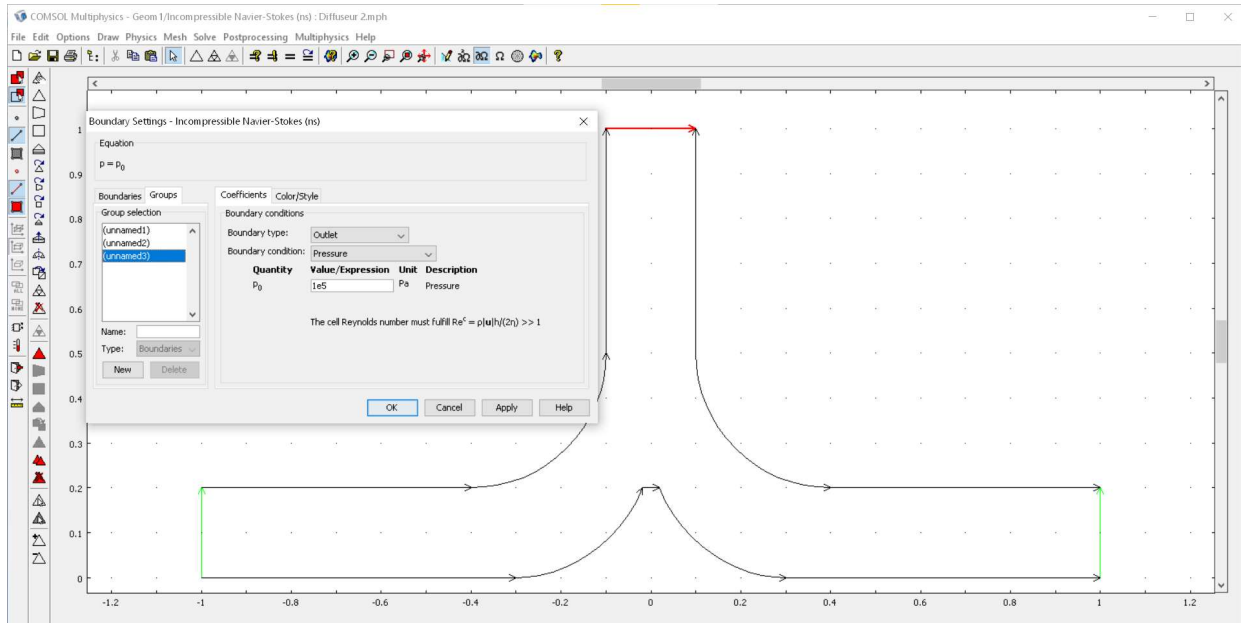 COMSOL Multiphysics - Geom1/Incompressible Navier-Stokes (ns) : Diffuseur 2.mph
File Edit Options Draw Physics Mesh Solve Postprocessing Multiphysics Help
Boundary Settings - Incompressible Navier-Stokes (ns)
Equation
p = p₀
Boundaries Groups
Group selection
(unnamed1)
(unnamed2)
(unnamed3)
Name:
Type: Boundaries
New Delete
Coefficients Color/Style
Boundary conditions
Boundary type: Outlet
Boundary condition: Pressure
Quantity Value/Expression Unit Description
p₀ 1e5 Pa Pressure
The cell Reynolds number must fulfill Reᶜ = ρ|u|h/(2η) >> 1
OK Cancel Apply Help
1
0.9
0.8
0.7
0.6
0.5
0.4
0.3
0.2
0.1
0
-1.2 -1 -0.8 -0.6 -0.4 -0.2 0 0.2 0.4 0.6 0.8 1 1.2